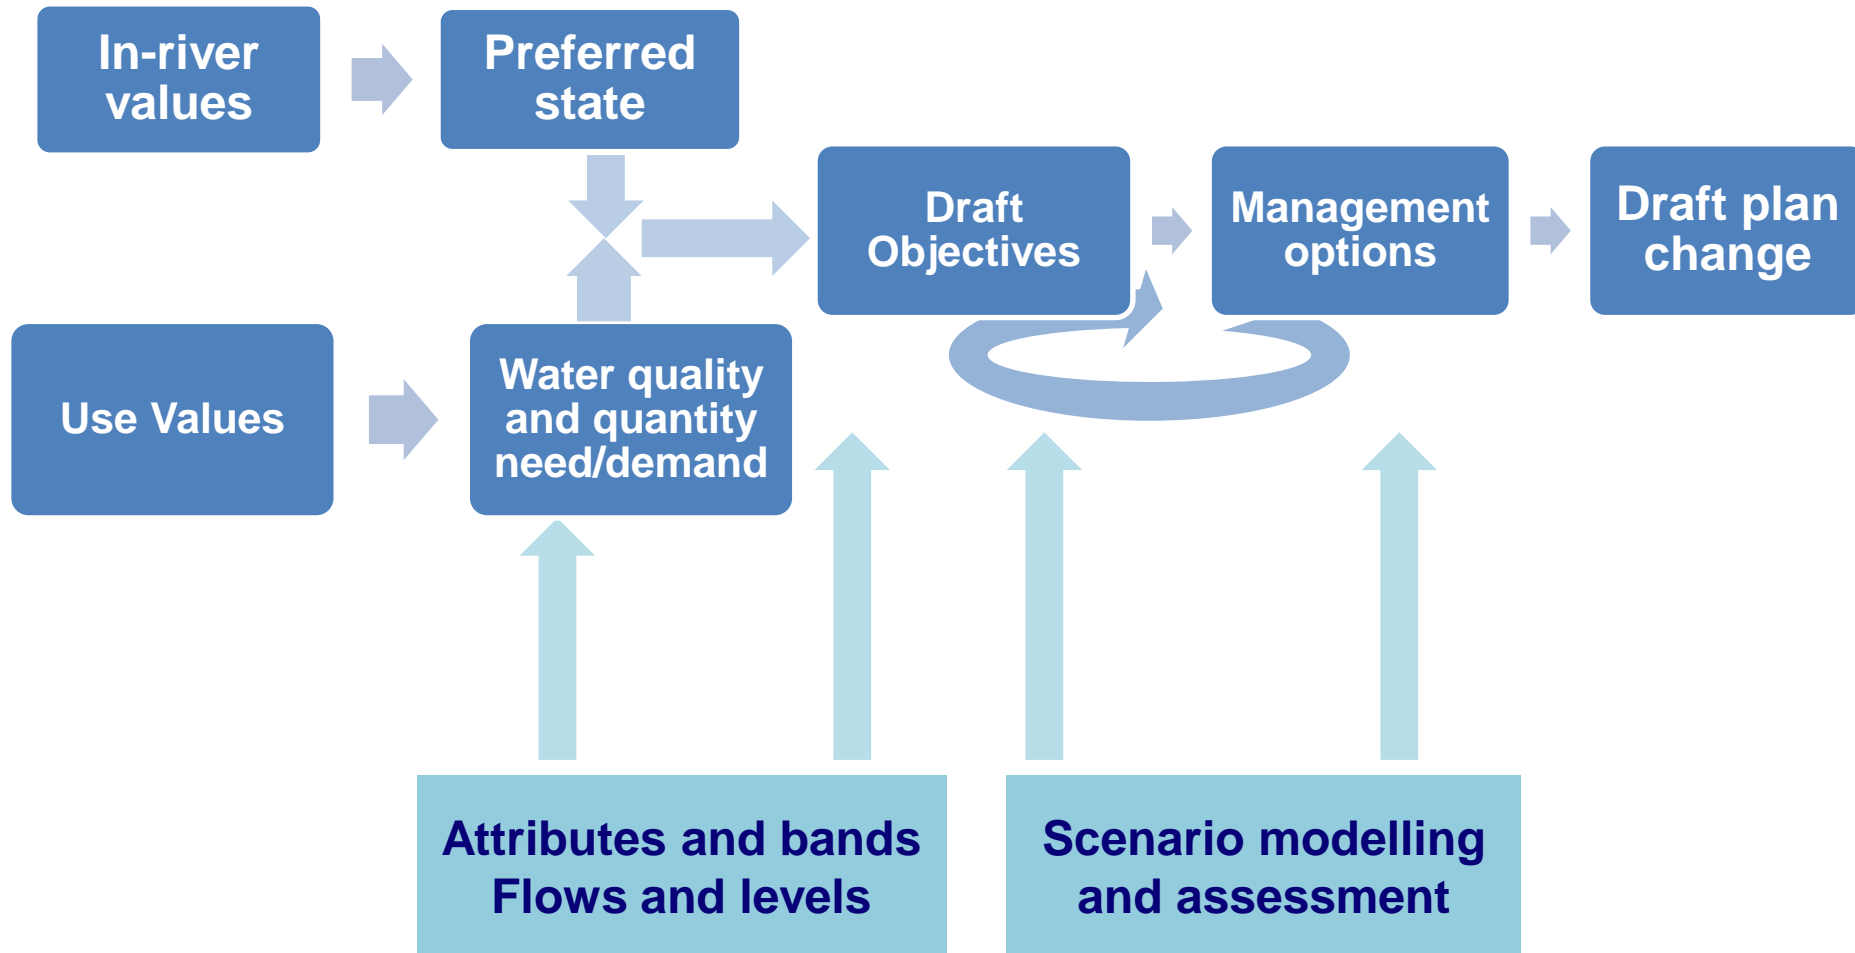 In-river
values
Preferred
state
Draft
Objectives
Management
options
Draft plan
change
Use Values
Water quality
and quantity
need/demand
Attributes and bands
Flows and levels
Scenario modelling
and assessment